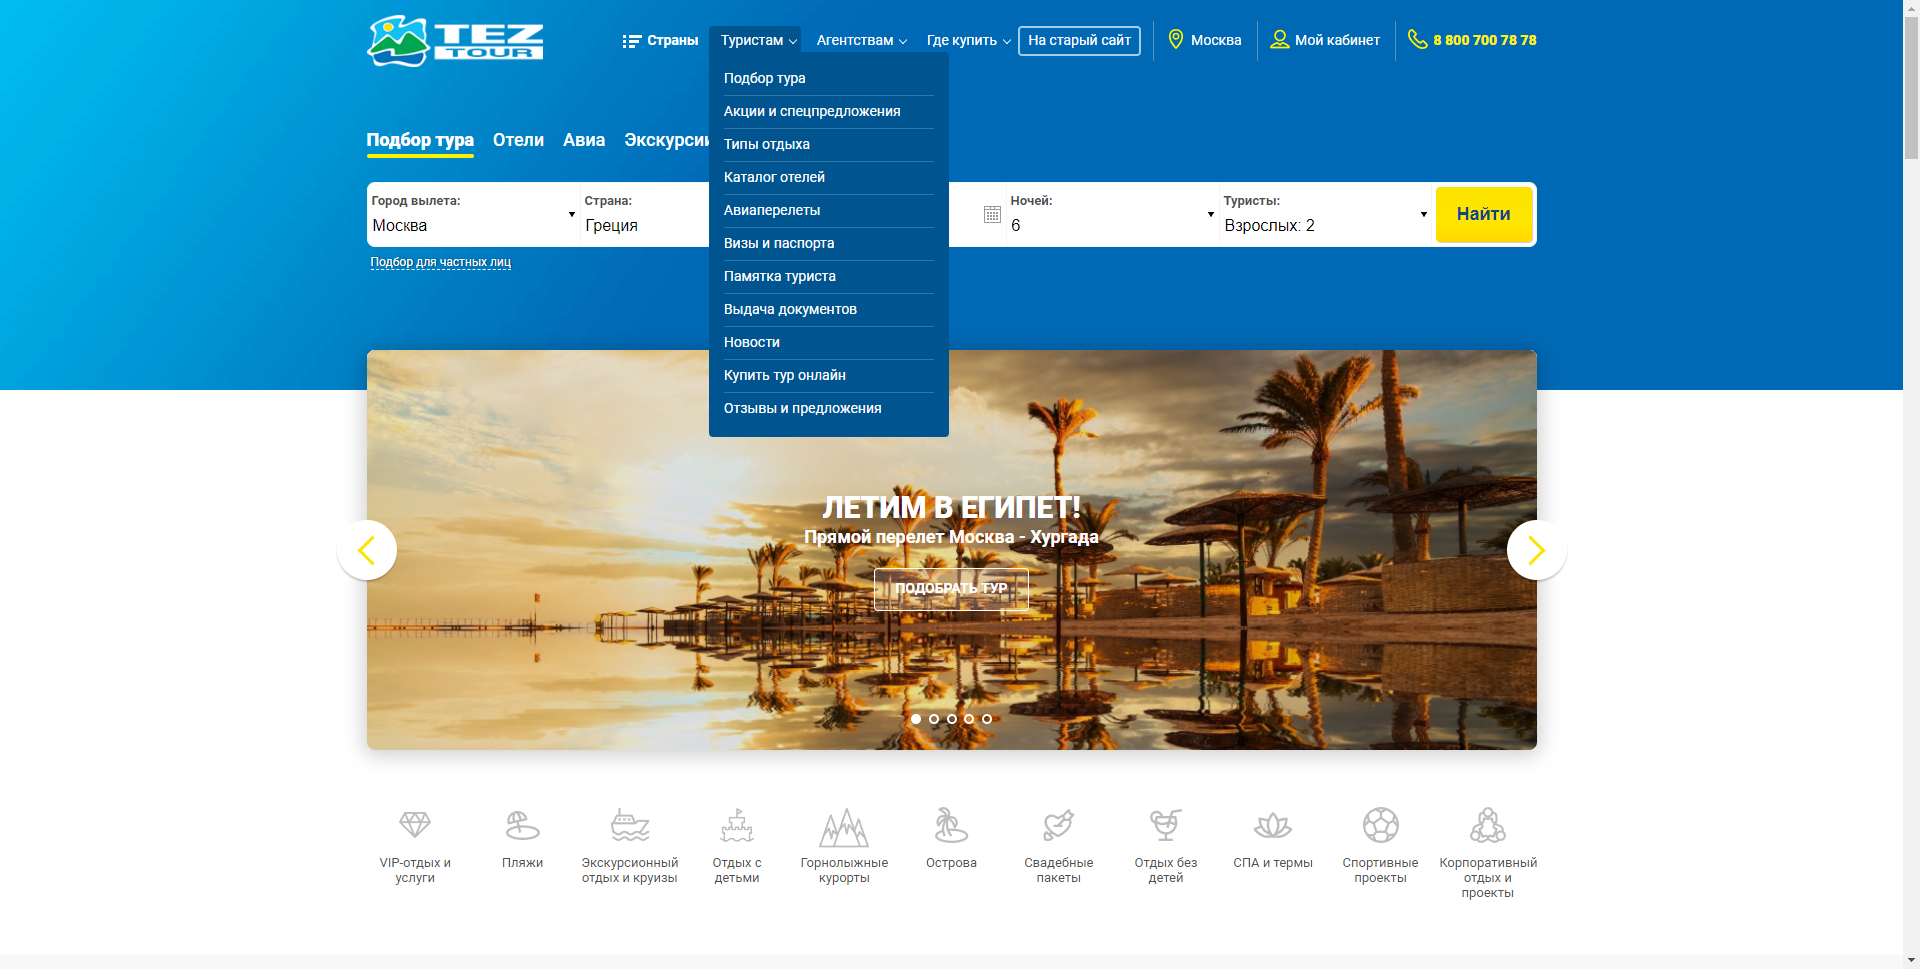 TEZ
TOUR
Страны
Туристам
Агентствам
Где купить
На старый сайт
Москва
Мой кабинет
8 800 700 78 78
Подбор тура
Акции и спецпредложения
Типы отдыха
Каталог отелей
Авиаперелеты
Визы и паспорта
Памятка туриста
Выдача документов
Новости
Купить тур онлайн
Отзывы и предложения
Подбор тура
Отели
Авиа
Экскурсии
Город вылета:
Москва
Страна:
Греция
Ночей:
6
Туристы:
Взрослых: 2
Найти
Подбор для частных лиц
ЛЕТИМ В ЕГИПЕТ!
Прямой перелет Москва - Хургада
ПОДОБРАТЬ ТУР
VIP-отдых и
услуги
Пляжи
Экскурсионный
отдых и круизы
Отдых с
детьми
Горнолыжные
курорты
Острова
Свадебные
пакеты
Отдых без
детей
СПА и термы
Спортивные
проекты
Корпоративный
отдых и
проекты